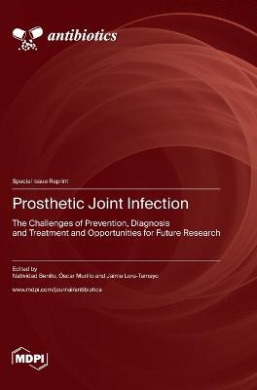 antibiotics
Special Issue Reprint
Prosthetic Joint Infection
The Challenges of Prevention, Diagnosis
and Treatment and Opportunities for Future Research
Edited by
Natividad Benito, Óscar Murillo and Jaime Lora-Tamayo
www.mdpi.com/journal/antibiotics
MDPI